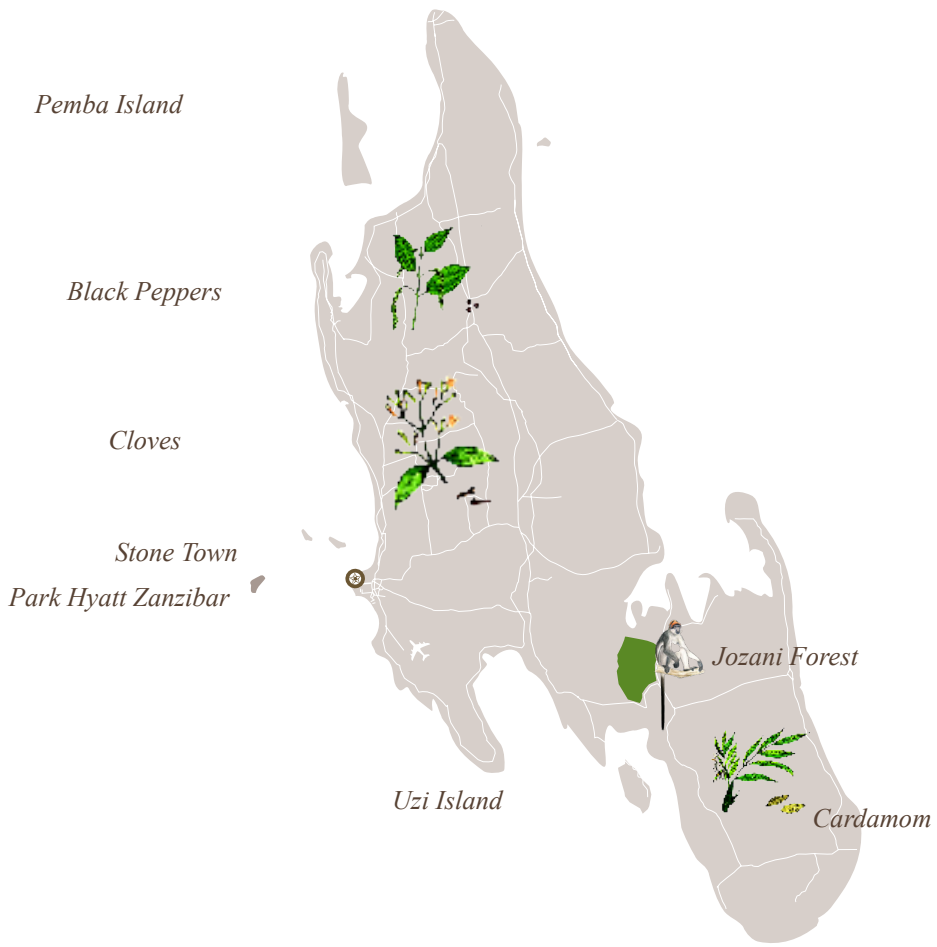 Pemba Island
Black Peppers
Cloves
Stone Town
Park Hyatt Zanzibar
Jozani Forest
Uzi Island
Cardamom